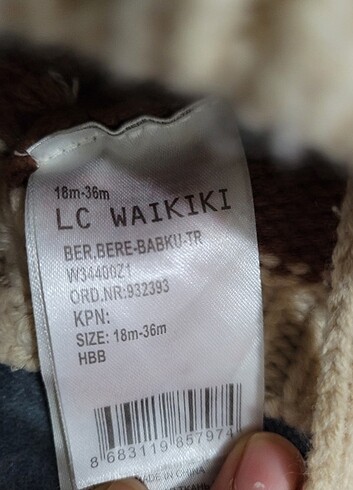 18m-36m
LC WAIKIKI
BER,BERE-BABKU-TR
W34400Z1
ORD.NR:932393
KPN:
SIZE: 18m-36m
HBB
8 683119 857974
MADE IN CHINA